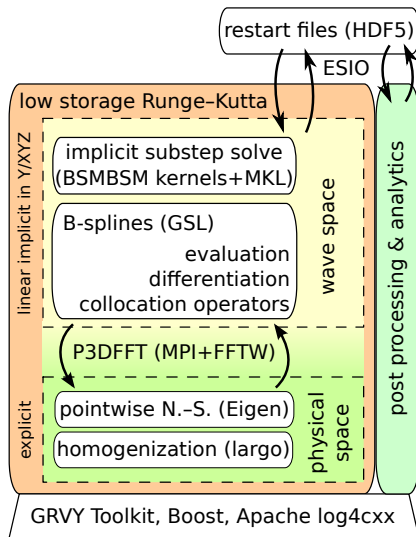 restart files (HDF5)
ESIO
low storage Runge–Kutta
linear implicit in Y/XYZ
implicit substep solve
(BSMBSM kernels+MKL)
B-splines (GSL)
evaluation
differentiation
collocation operators
wave space
P3DFFT (MPI+FFTW)
explicit
pointwise N.–S. (Eigen)
homogenization (largo)
physical
space
post processing & analytics
GRVY Toolkit, Boost, Apache log4cxx